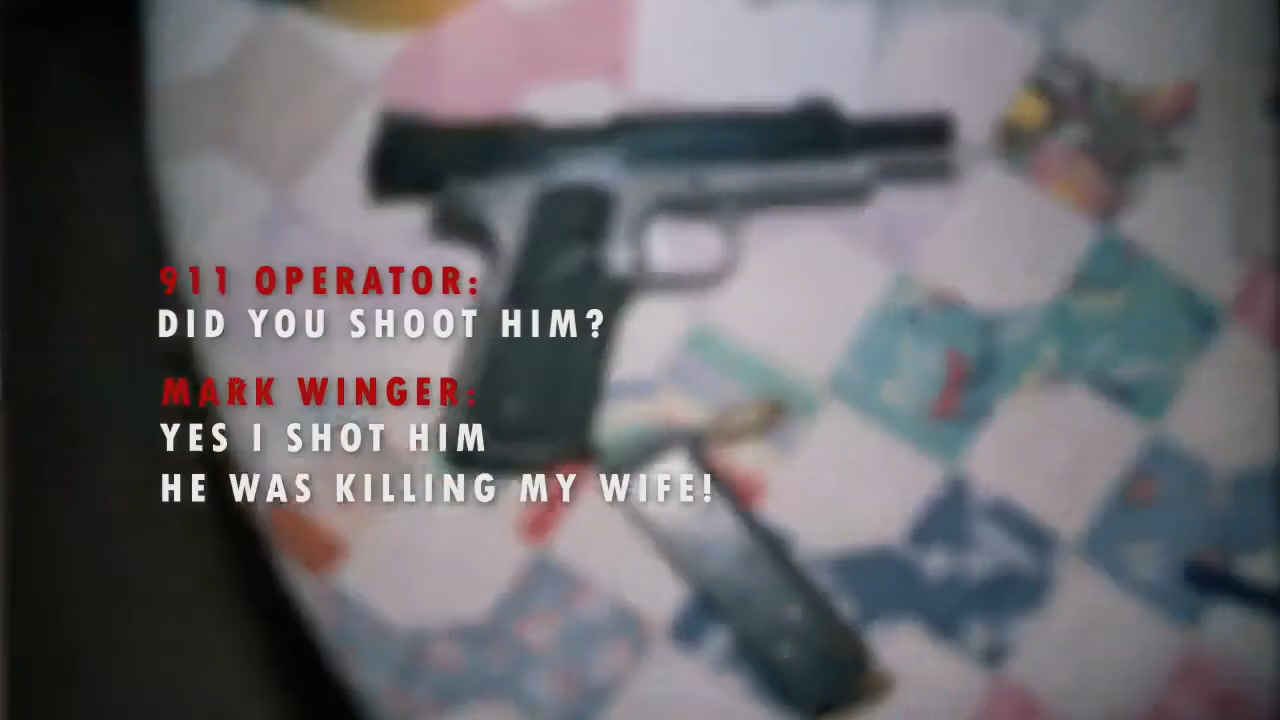 911 OPERATOR:
DID YOU SHOOT HIM?
MARK WINGER:
YES I SHOT HIM
HE WAS KILLING MY WIFE!